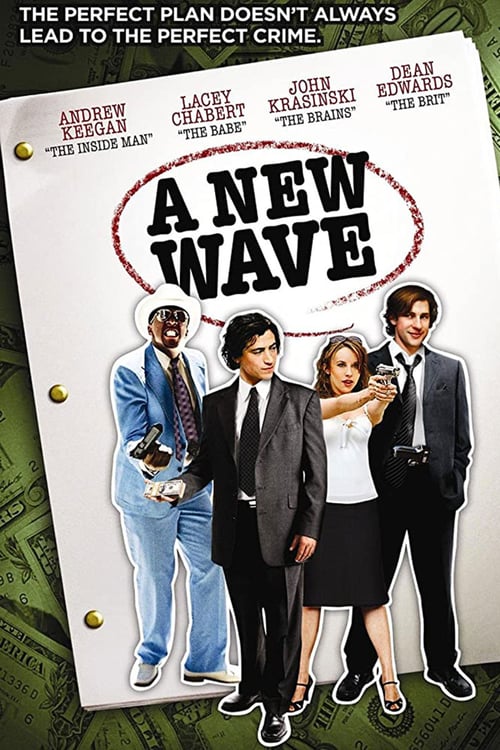 THE PERFECT PLAN DOESN'T ALWAYS
LEAD TO THE PERFECT CRIME.
ANDREW
KEEGAN
"THE INSIDE MAN"
LACEY
CHABERT
"THE BABE"
JOHN
KRASINSKI
"THE BRAINS"
DEAN
EDWARDS
"THE BRIT"
A NEW
WAVE